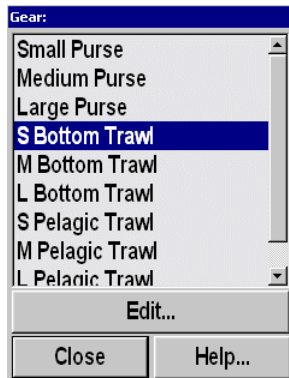 Gear:
Small Purse
Medium Purse
Large Purse
S Bottom Trawl
M Bottom Trawl
L Bottom Trawl
S Pelagic Trawl
M Pelagic Trawl
L Pelagic Trawl
Edit...
Close Help...